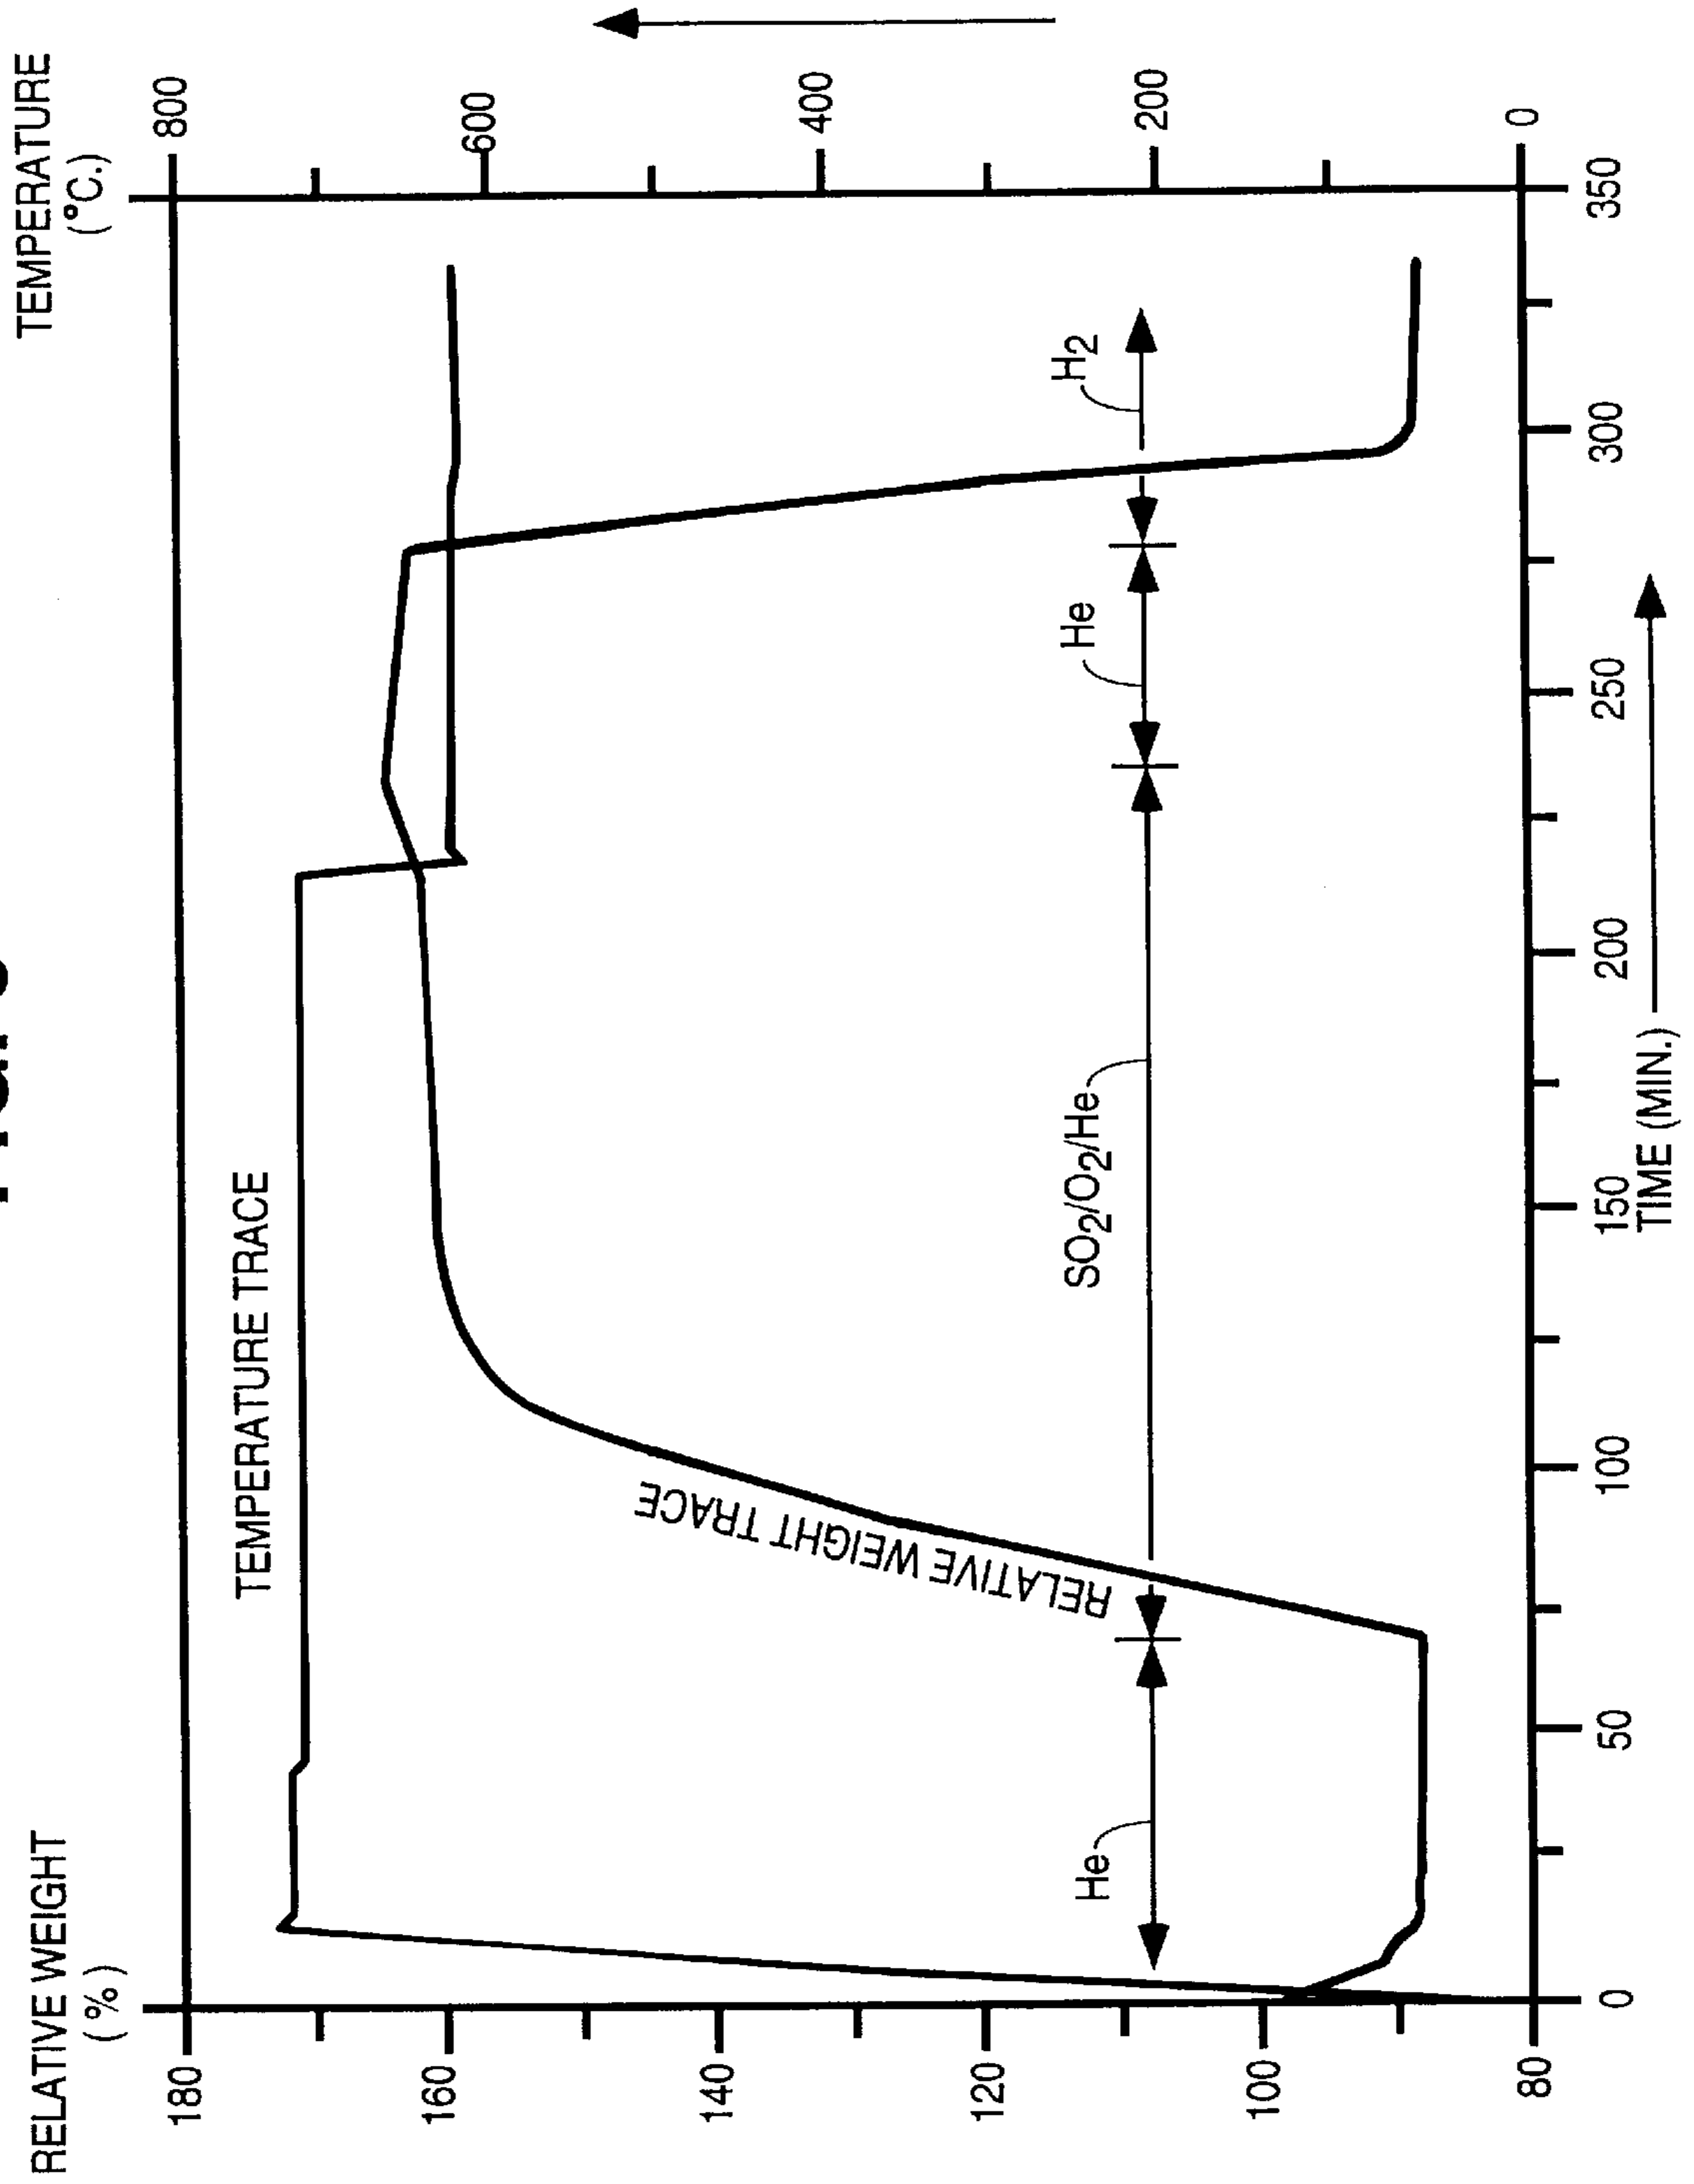 RELATIVE WEIGHT
(%)
TEMPERATURE
(°C.)
180
160
140
120
100
80
800
600
400
200
0
TEMPERATURE TRACE
RELATIVE WEIGHT TRACE
He
SO2/O2/He
He
H2
0
50
100
150
200
250
300
350
TIME (MIN.)